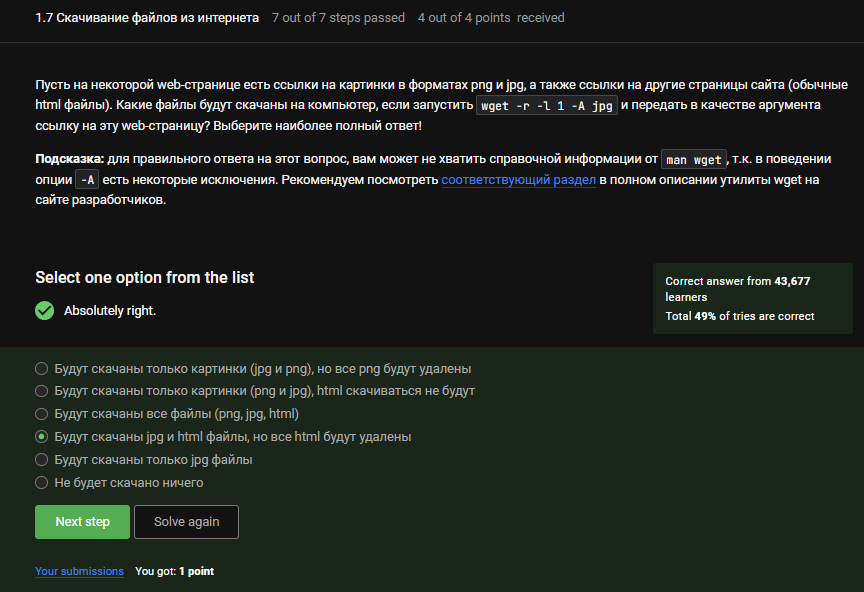 1.7 Скачивание файлов из интернета 7 out of 7 steps passed 4 out of 4 points received
Пусть на некоторой web-странице есть ссылки на картинки в форматах png и jpg, а также ссылки на другие страницы сайта (обычные
html файлы). Какие файлы будут скачаны на компьютер, если запустить wget -r -l 1 -A jpg и передать в качестве аргумента
ссылку на эту web-страницу? Выберите наиболее полный ответ!
Подсказка: для правильного ответа на этот вопрос, вам может не хватить справочной информации от man wget, т.к. в поведении
опции -A есть некоторые исключения. Рекомендуем посмотреть соответствующий раздел в полном описании утилиты wget на
сайте разработчиков.
Select one option from the list
Absolutely right.
Correct answer from 43,677
learners
Total 49% of tries are correct
Будут скачаны только картинки (jpg и png), но все png будут удалены
Будут скачаны только картинки (png и jpg), html скачиваться не будут
Будут скачаны все файлы (png, jpg, html)
Будут скачаны jpg и html файлы, но все html будут удалены
Будут скачаны только jpg файлы
Не будет скачано ничего
Next step Solve again
Your submissions You got: 1 point